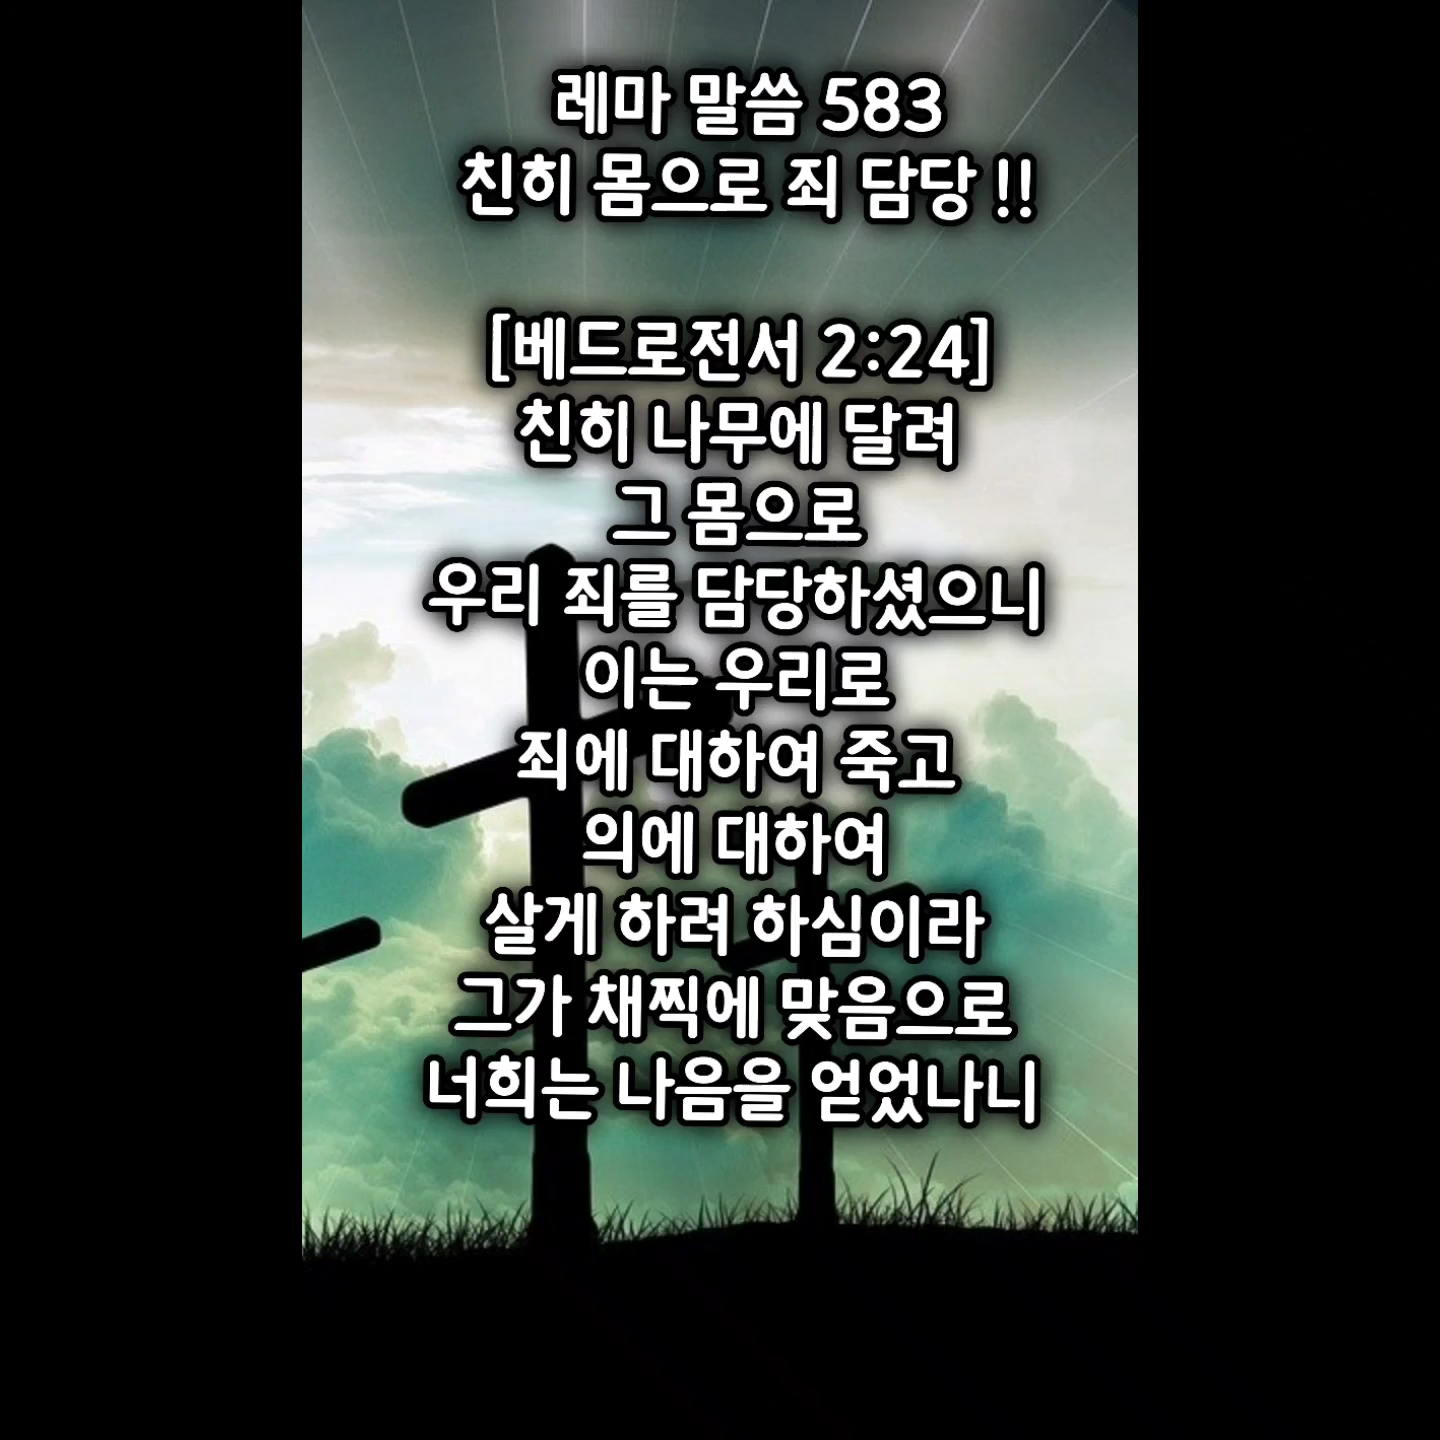 레마 말씀 583
친히 몸으로 죄 담당 !!
[베드로전서 2:24]
친히 나무에 달려
그 몸으로
우리 죄를 담당하셨으니
이는 우리로
죄에 대하여 죽고
의에 대하여
살게 하려 하심이라
그가 채찍에 맞음으로
너희는 나음을 얻었나니